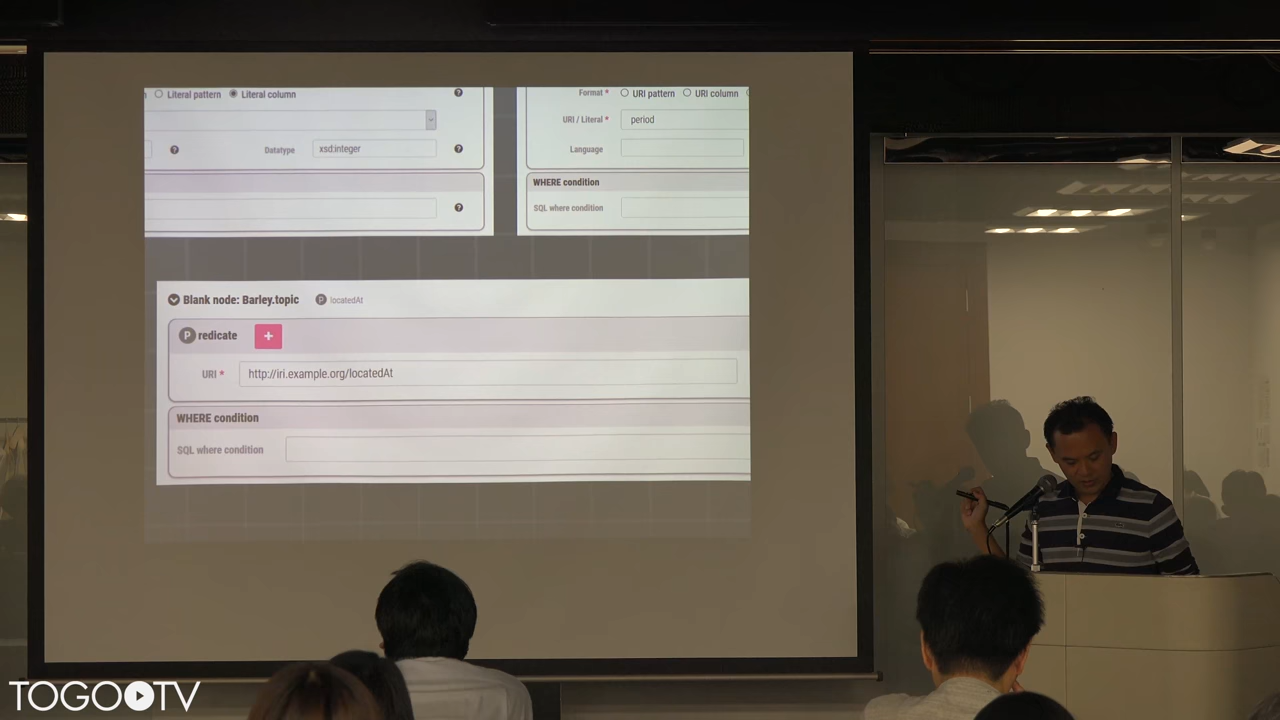 Literal pattern Literal column
Datatype xsd:integer
Format * URI pattern URI column
URI / Literal * period
Language
WHERE condition
SQL where condition
Blank node: Barley.topic P locatedAt
P redicate +
URI * http://iri.example.org/locatedAt
WHERE condition
SQL where condition
TOGOTV